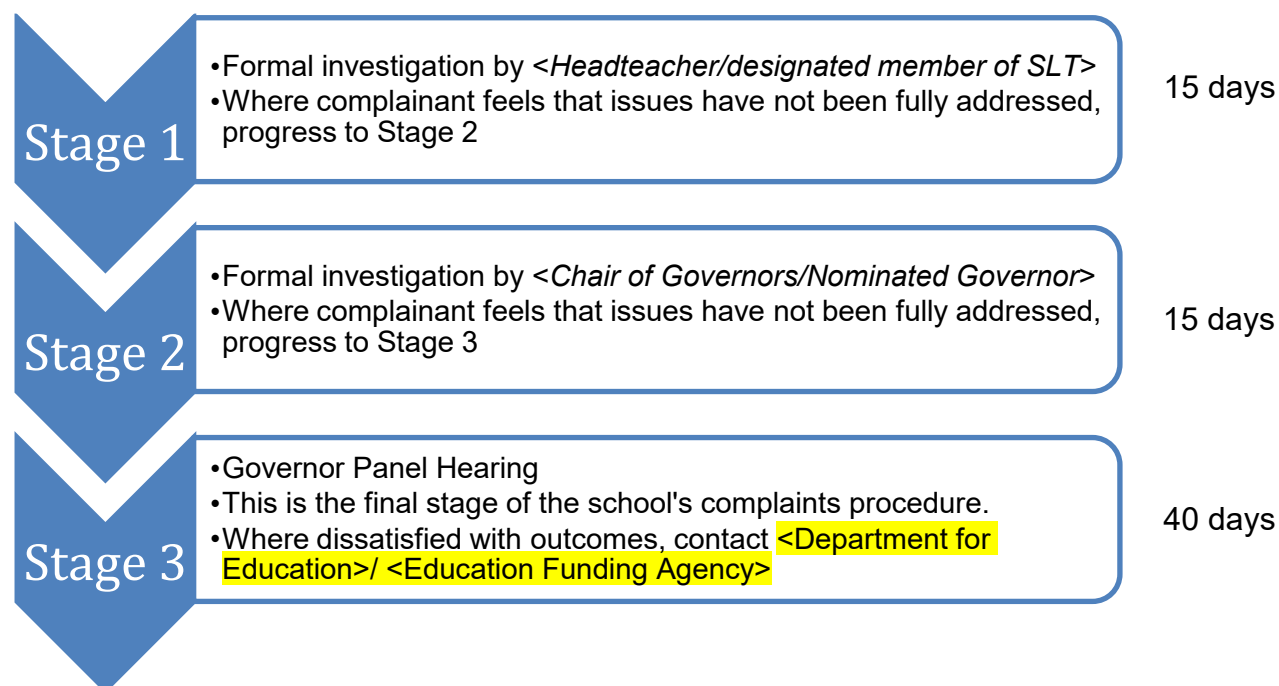 Stage 1
•Formal investigation by <Headteacher/designated member of SLT>
•Where complainant feels that issues have not been fully addressed,
progress to Stage 2
15 days
Stage 2
•Formal investigation by <Chair of Governors/Nominated Governor>
•Where complainant feels that issues have not been fully addressed,
progress to Stage 3
15 days
Stage 3
•Governor Panel Hearing
•This is the final stage of the school's complaints procedure.
•Where dissatisfied with outcomes, contact <Department for
Education>/ <Education Funding Agency>
40 days